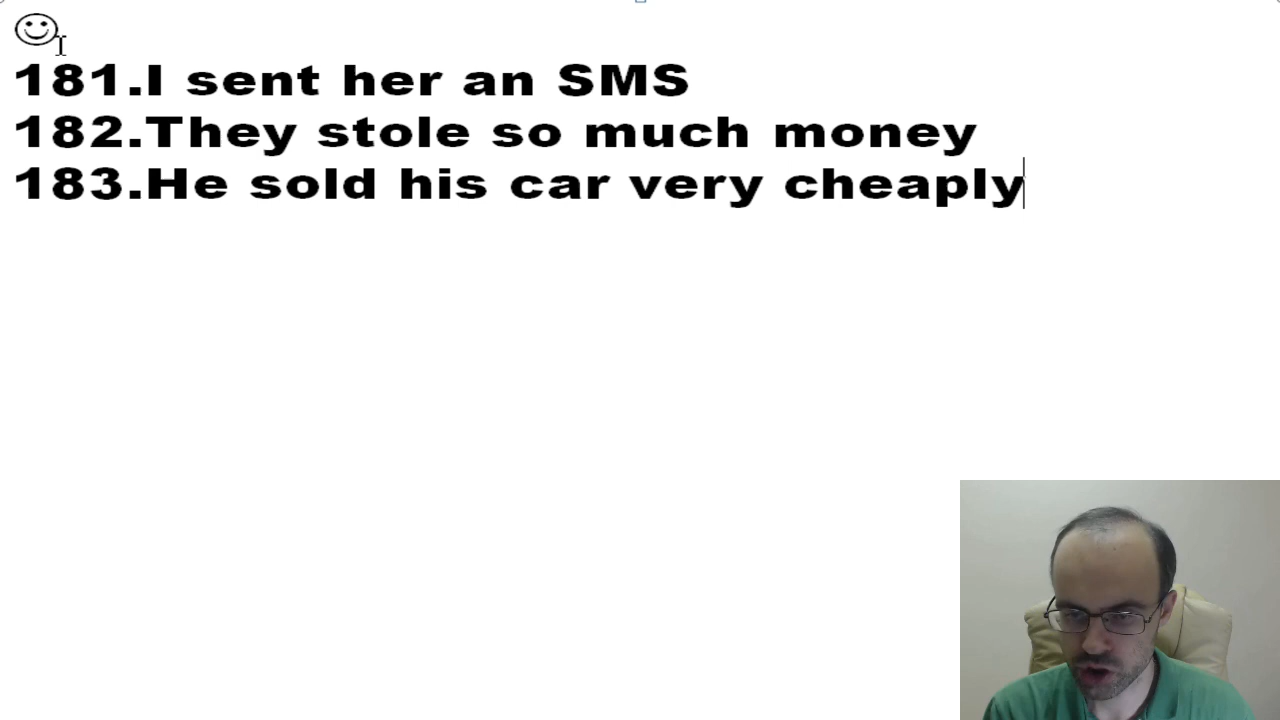 181.I sent her an SMS
182.They stole so much money
183.He sold his car very cheaply